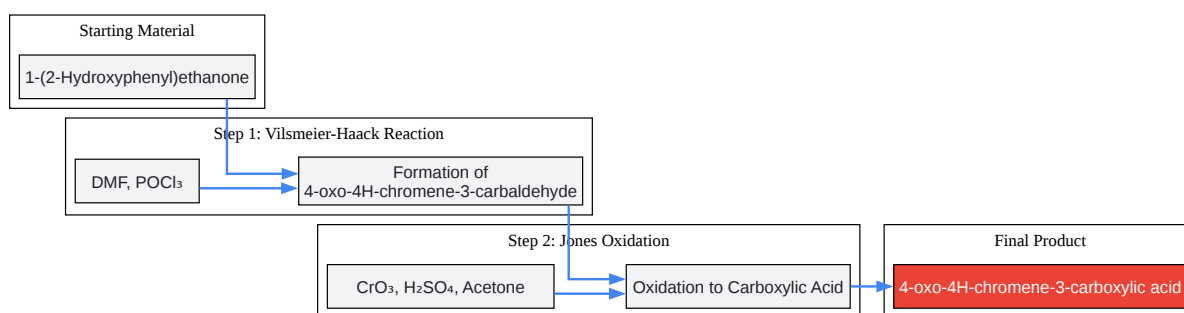 Starting Material
1-(2-Hydroxyphenyl)ethanone
Step 1: Vilsmeier-Haack Reaction
DMF, POCl₃
Formation of
4-oxo-4H-chromene-3-carbaldehyde
Step 2: Jones Oxidation
CrO₃, H₂SO₄, Acetone
Oxidation to Carboxylic Acid
Final Product
4-oxo-4H-chromene-3-carboxylic acid